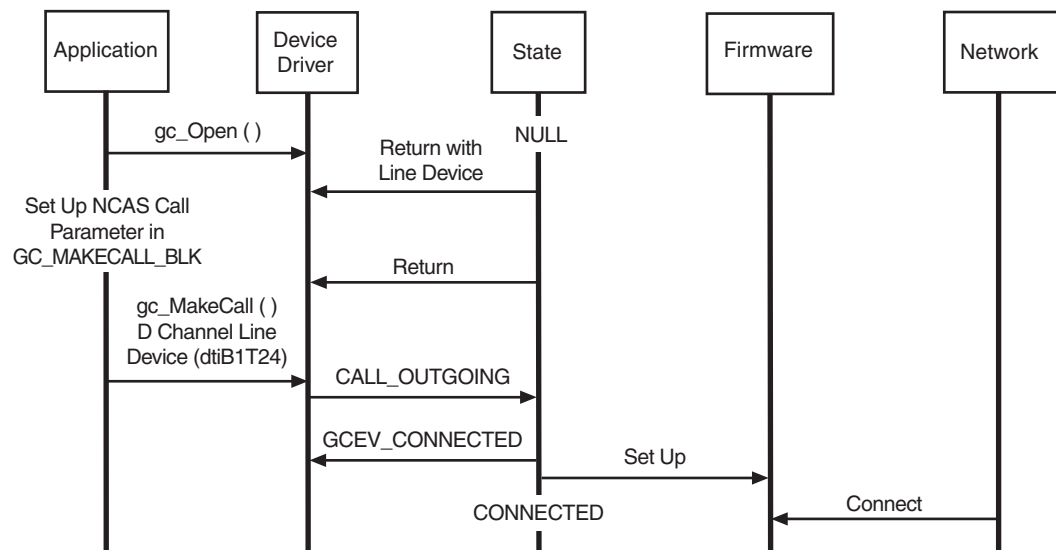 Application
Device
Driver
State
Firmware
Network
gc_Open ( )
NULL
Return with
Line Device
Set Up NCAS Call
Parameter in
GC_MAKECALL_BLK
Return
gc_MakeCall ( )
D Channel Line
Device (dtiB1T24)
CALL_OUTGOING
GCEV_CONNECTED
Set Up
CONNECTED
Connect